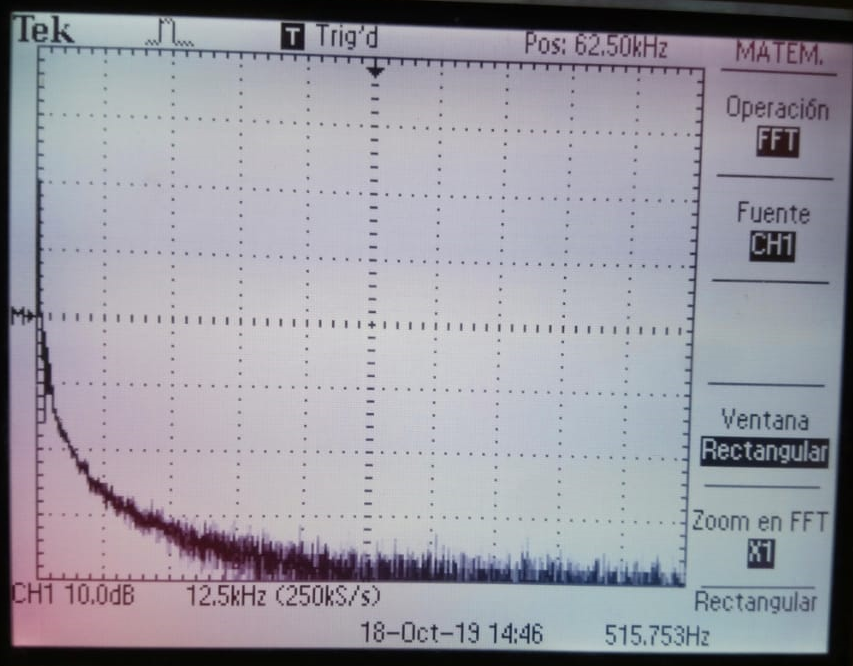 Tek T Trig'd Pos: 62.50kHz MATEM.
Operación
FFT
Fuente
CH1
M
Ventana
Rectangular
Zoom en FFT
X1
CH1 10.0dB 12.5kHz (250kS/s) Rectangular
18-Oct-19 14:46 515.753Hz